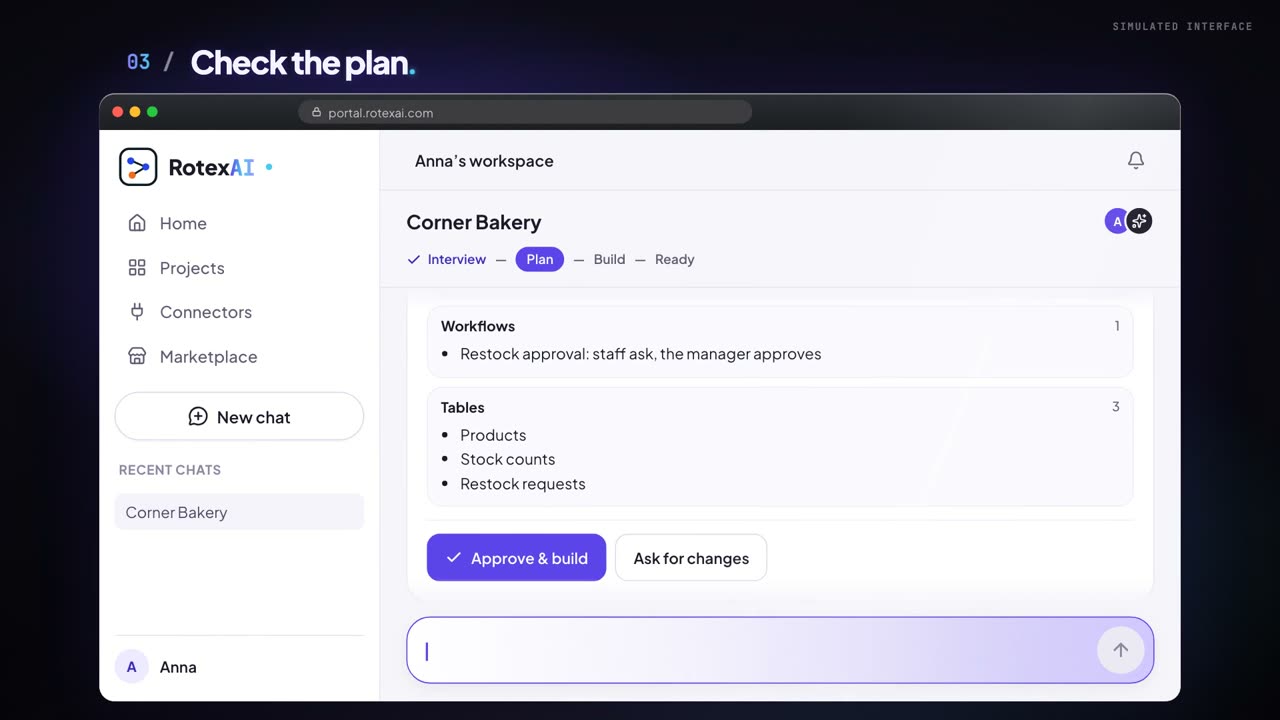 SIMULATED INTERFACE
03 / Check the plan.
portal.rotexai.com
RotexAI
Home
Projects
Connectors
Marketplace
New chat
RECENT CHATS
Corner Bakery
A Anna
Anna’s workspace
Corner Bakery
A
Interview — Plan — Build — Ready
Workflows 1
• Restock approval: staff ask, the manager approves
Tables 3
• Products
• Stock counts
• Restock requests
Approve & build Ask for changes